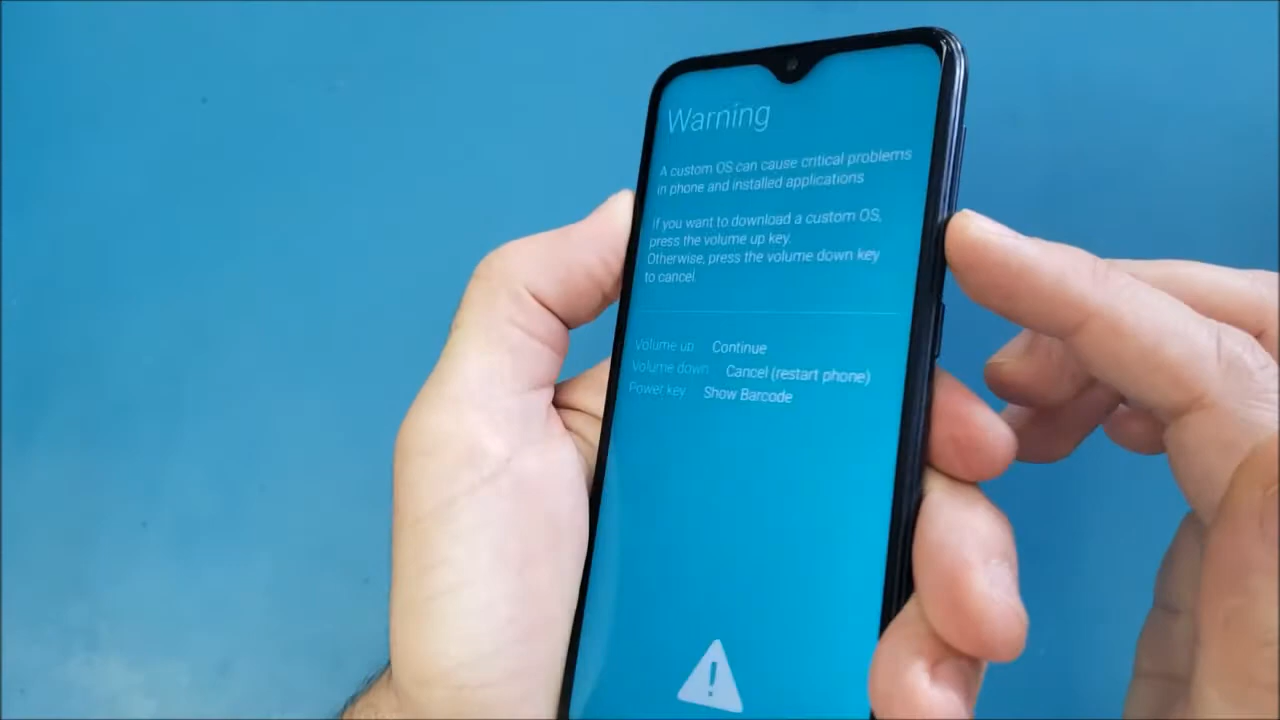 Warning
A custom OS can cause critical problems
in phone and installed applications
If you want to download a custom OS,
press the volume up key.
Otherwise, press the volume down key
to cancel.
Volume up Continue
Volume down Cancel (restart phone)
Power key Show Barcode